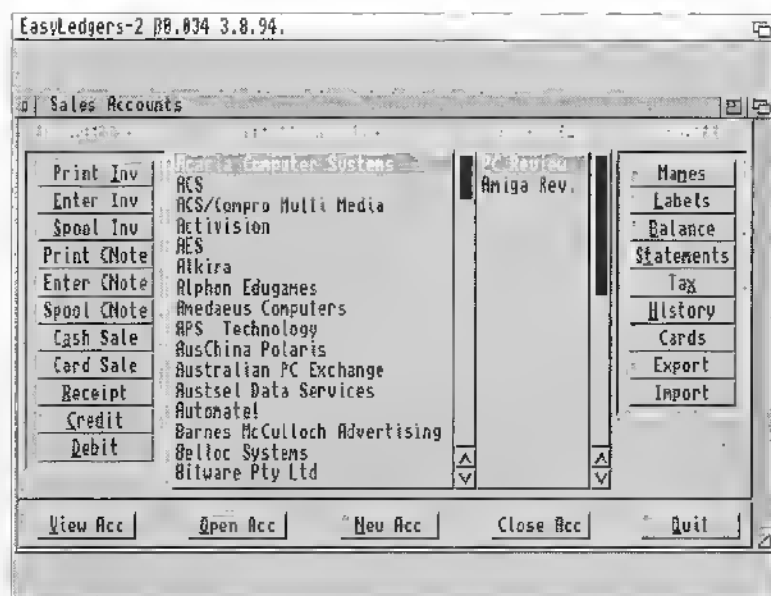 EasyLedgers-2 β0.034 3.8.94.
Sales Accounts
Print Inv
Enter Inv
Spool Inv
Print CNote
Enter CNote
Spool CNote
Cash Sale
Card Sale
Receipt
Credit
Debit
Acacia Computer Systems
ACS
ACS/Compro Multi Media
Activision
AES
Alkira
Alphon Edugames
Amedaeus Computers
APS Technology
AusChina Polaris
Australian PC Exchange
Austsel Data Services
Automatel
Barnes McCulloch Advertising
Belloc Systems
Bitware Pty Ltd
PC Review
Amiga Rev.
Names
Labels
Balance
Statements
Tax
History
Cards
Export
Import
View Acc
Open Acc
New Acc
Close Acc
Quit